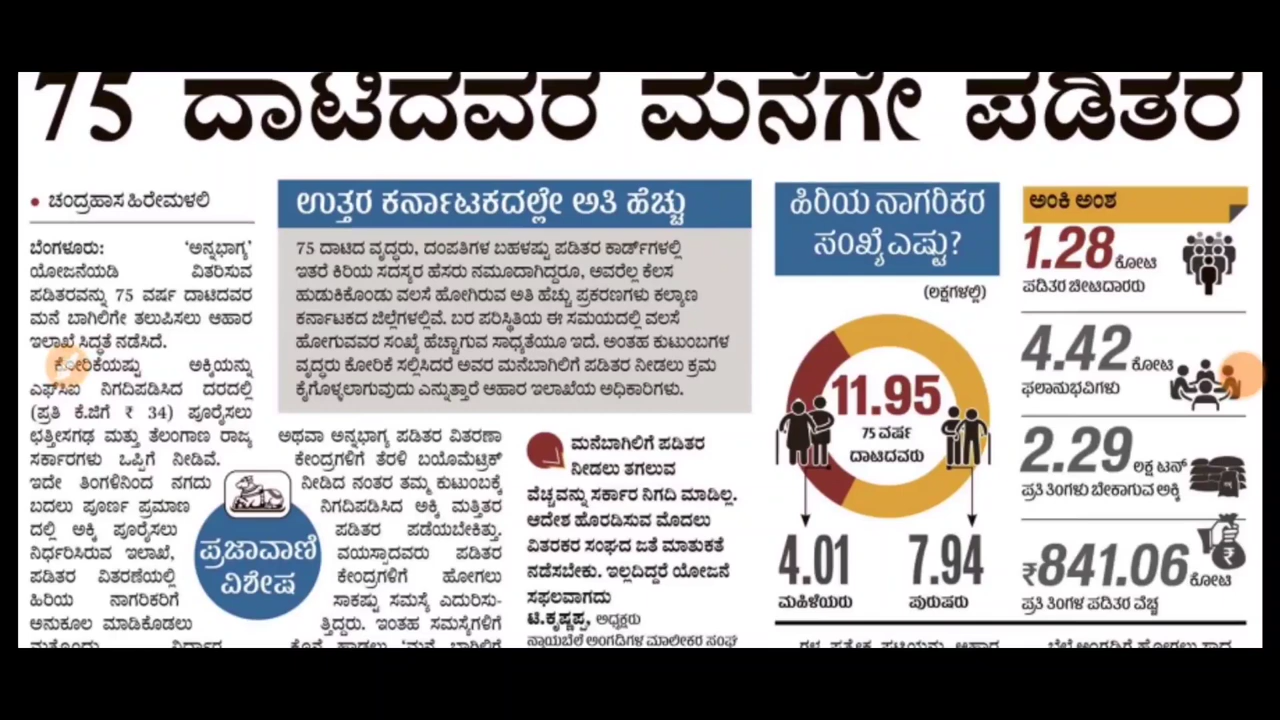 75 ದಾಟಿದವರ ಮನೆಗೇ ಪಡಿತರ
• ಚಂದ್ರಹಾಸ ಹಿರೇಮಳಲಿ
ಬೆಂಗಳೂರು: ‘ಅನ್ನಭಾಗ್ಯ’
ಯೋಜನೆಯಡಿ ವಿತರಿಸುವ
ಪಡಿತರವನ್ನು 75 ವರ್ಷ ದಾಟಿದವರ
ಮನೆ ಬಾಗಿಲಿಗೇ ತಲುಪಿಸಲು ಆಹಾರ
ಇಲಾಖೆ ಸಿದ್ಧತೆ ನಡೆಸಿದೆ.
ಕೋರಿಕೆಯಷ್ಟು ಅಕ್ಕಿಯನ್ನು
ಎಫ್‌ಸಿಐ ನಿಗದಿಪಡಿಸಿದ ದರದಲ್ಲಿ
(ಪ್ರತಿ ಕೆ.ಜಿಗೆ ₹ 34) ಪೂರೈಸಲು
ಛತ್ತೀಸಗಢ ಮತ್ತು ತೆಲಂಗಾಣ ರಾಜ್ಯ
ಸರ್ಕಾರಗಳು ಒಪ್ಪಿಗೆ ನೀಡಿವೆ.
ಇದೇ ತಿಂಗಳಿನಿಂದ ನಗದು
ಬದಲು ಪೂರ್ಣ ಪ್ರಮಾಣ
ದಲ್ಲಿ ಅಕ್ಕಿ ಪೂರೈಸಲು
ನಿರ್ಧರಿಸಿರುವ ಇಲಾಖೆ,
ಪಡಿತರ ವಿತರಣೆಯಲ್ಲಿ
ಹಿರಿಯ ನಾಗರಿಕರಿಗೆ
ಅನುಕೂಲ ಮಾಡಿಕೊಡಲು
ಪ್ರಜಾವಾಣಿ
ವಿಶೇಷ
ಉತ್ತರ ಕರ್ನಾಟಕದಲ್ಲೇ ಅತಿ ಹೆಚ್ಚು
75 ದಾಟಿದ ವೃದ್ಧರು, ದಂಪತಿಗಳ ಬಹಳಷ್ಟು ಪಡಿತರ ಕಾರ್ಡ್‌ಗಳಲ್ಲಿ
ಇತರೆ ಕಿರಿಯ ಸದಸ್ಯರ ಹೆಸರು ನಮೂದಾಗಿದ್ದರೂ, ಅವರೆಲ್ಲ ಕೆಲಸ
ಹುಡುಕಿಕೊಂಡು ವಲಸೆ ಹೋಗಿರುವ ಅತಿ ಹೆಚ್ಚು ಪ್ರಕರಣಗಳು ಕಲ್ಯಾಣ
ಕರ್ನಾಟಕದ ಜಿಲ್ಲೆಗಳಲ್ಲಿವೆ. ಬರ ಪರಿಸ್ಥಿತಿಯ ಈ ಸಮಯದಲ್ಲಿ ವಲಸೆ
ಹೋಗುವವರ ಸಂಖ್ಯೆ ಹೆಚ್ಚಾಗುವ ಸಾಧ್ಯತೆಯೂ ಇದೆ. ಅಂತಹ ಕುಟುಂಬಗಳ
ವೃದ್ಧರು ಕೋರಿಕೆ ಸಲ್ಲಿಸಿದರೆ ಅವರ ಮನೆಬಾಗಿಲಿಗೆ ಪಡಿತರ ನೀಡಲು ಕ್ರಮ
ಕೈಗೊಳ್ಳಲಾಗುವುದು ಎನ್ನುತ್ತಾರೆ ಆಹಾರ ಇಲಾಖೆಯ ಅಧಿಕಾರಿಗಳು.
ಅಥವಾ ಅನ್ನಭಾಗ್ಯ ಪಡಿತರ ವಿತರಣಾ
ಕೇಂದ್ರಗಳಿಗೆ ತೆರಳಿ ಬಯೊಮೆಟ್ರಿಕ್
ನೀಡಿದ ನಂತರ ತಮ್ಮ ಕುಟುಂಬಕ್ಕೆ
ನಿಗದಿಪಡಿಸಿದ ಅಕ್ಕಿ ಮತ್ತಿತರ
ಪಡಿತರ ಪಡೆಯಬೇಕಿತ್ತು.
ವಯಸ್ಸಾದವರು ಪಡಿತರ
ಕೇಂದ್ರಗಳಿಗೆ ಹೋಗಲು
ಸಾಕಷ್ಟು ಸಮಸ್ಯೆ ಎದುರಿಸು-
ತ್ತಿದ್ದರು. ಇಂತಹ ಸಮಸ್ಯೆಗಳಿಗೆ
ಮನೆಬಾಗಿಲಿಗೆ ಪಡಿತರ
ನೀಡಲು ತಗಲುವ
ವೆಚ್ಚವನ್ನು ಸರ್ಕಾರ ನಿಗದಿ ಮಾಡಿಲ್ಲ.
ಆದೇಶ ಹೊರಡಿಸುವ ಮೊದಲು
ವಿತರಕರ ಸಂಘದ ಜತೆ ಮಾತುಕತೆ
ನಡೆಸಬೇಕು. ಇಲ್ಲದಿದ್ದರೆ ಯೋಜನೆ
ಸಫಲವಾಗದು
ಟಿ.ಕೃಷ್ಣಪ್ಪ, ಅಧ್ಯಕ್ಷರು
ನ್ಯಾಯಬೆಲೆ ಅಂಗಡಿಗಳ ಮಾಲೀಕರ ಸಂಘ
ಹಿರಿಯ ನಾಗರಿಕರ
ಸಂಖ್ಯೆ ಎಷ್ಟು?
(ಲಕ್ಷಗಳಲ್ಲಿ)
11.95
75 ವರ್ಷ
ದಾಟಿದವರು
4.01
ಮಹಿಳೆಯರು
7.94
ಪುರುಷರು
ಅಂಕಿ ಅಂಶ
1.28 ಕೋಟಿ
ಪಡಿತರ ಚೀಟಿದಾರರು
4.42 ಕೋಟಿ
ಫಲಾನುಭವಿಗಳು
2.29 ಲಕ್ಷ ಟನ್
ಪ್ರತಿ ತಿಂಗಳು ಬೇಕಾಗುವ ಅಕ್ಕಿ
₹841.06 ಕೋಟಿ
ಪ್ರತಿ ತಿಂಗಳ ಪಡಿತರ ವೆಚ್ಚ